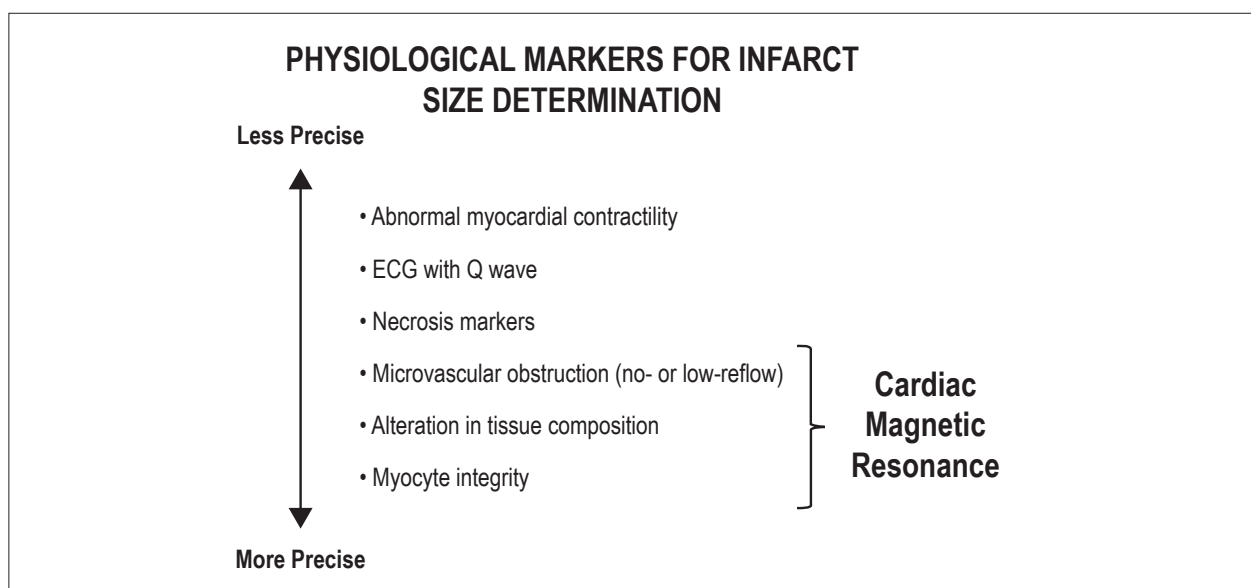 PHYSIOLOGICAL MARKERS FOR INFARCT
SIZE DETERMINATION
Less Precise
• Abnormal myocardial contractility
• ECG with Q wave
• Necrosis markers
• Microvascular obstruction (no- or low-reflow)
• Alteration in tissue composition
• Myocyte integrity
Cardiac
Magnetic
Resonance
More Precise